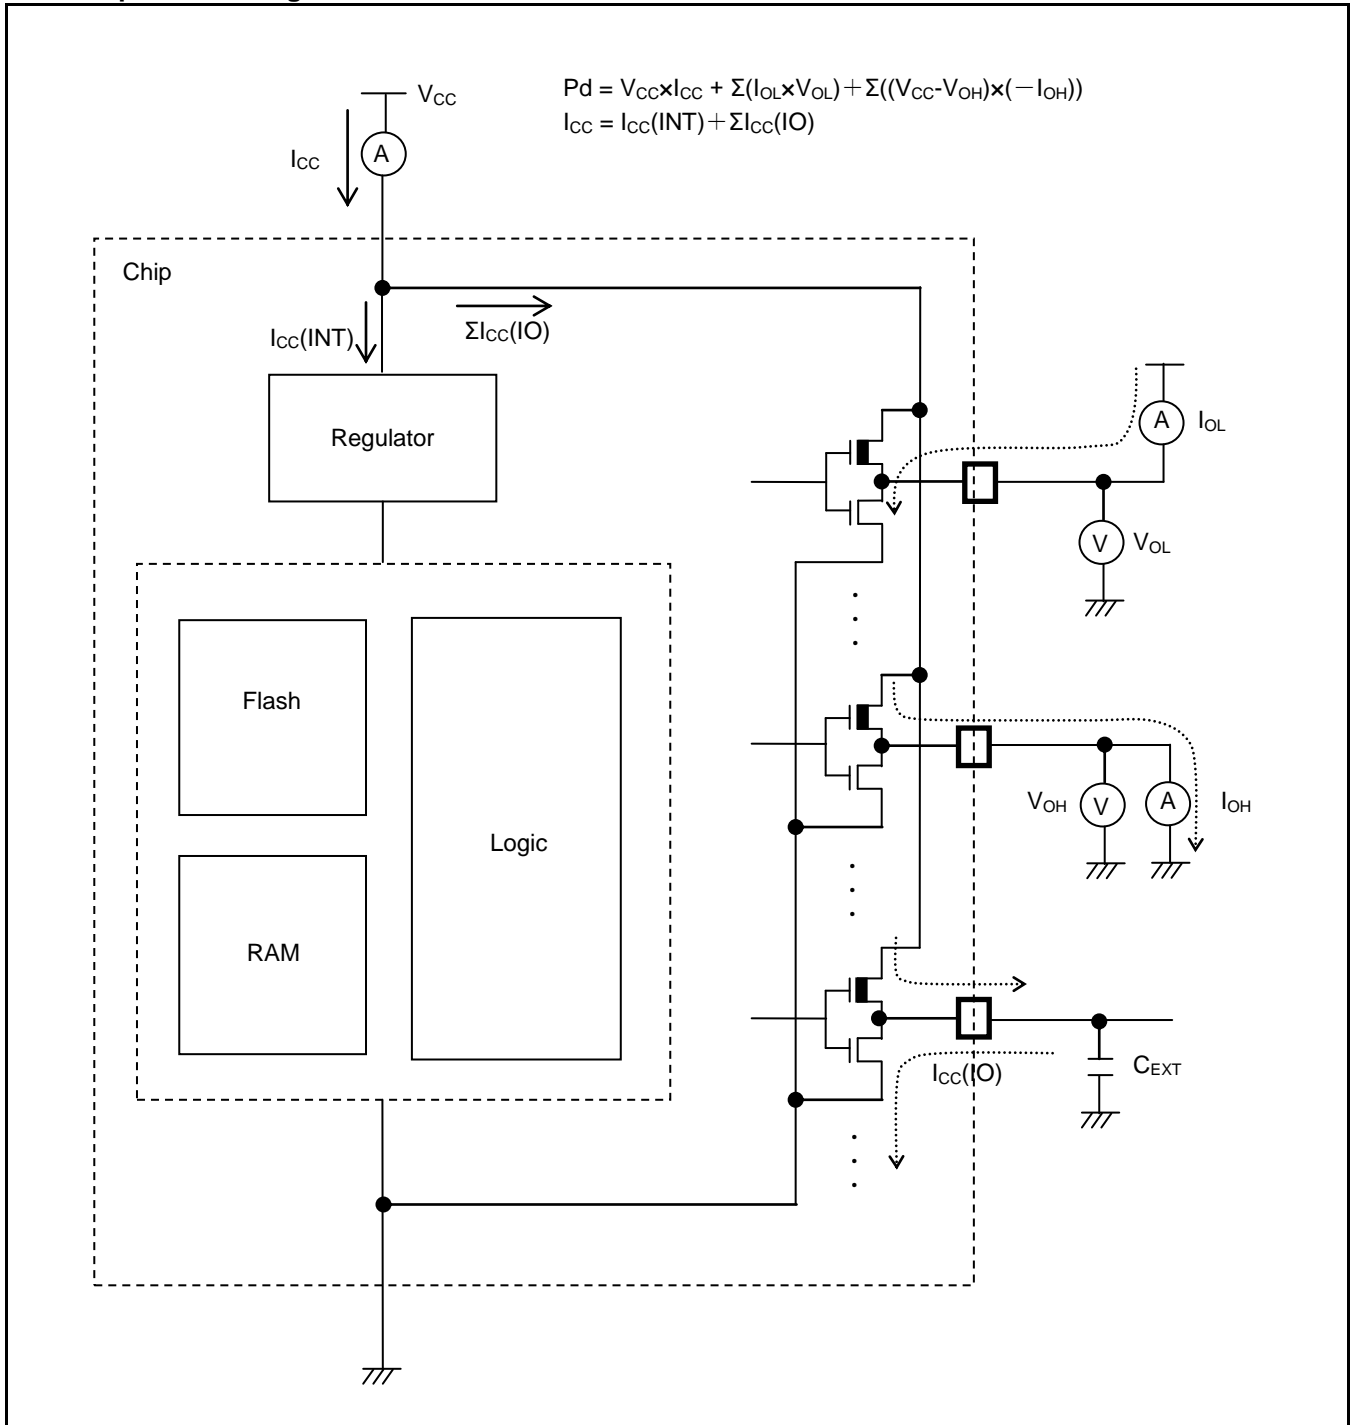 Pd = VCC×ICC + Σ(IOL×VOL)+Σ((VCC-VOH)×(−IOH))
VCC
ICC = ICC(INT)+ΣICC(IO)
A
ICC
Chip
ICC(INT)
ΣICC(IO)
Regulator
A
IOL
V
VOL
Flash
Logic
RAM
VOH
V
A
IOH
ICC(IO)
CEXT